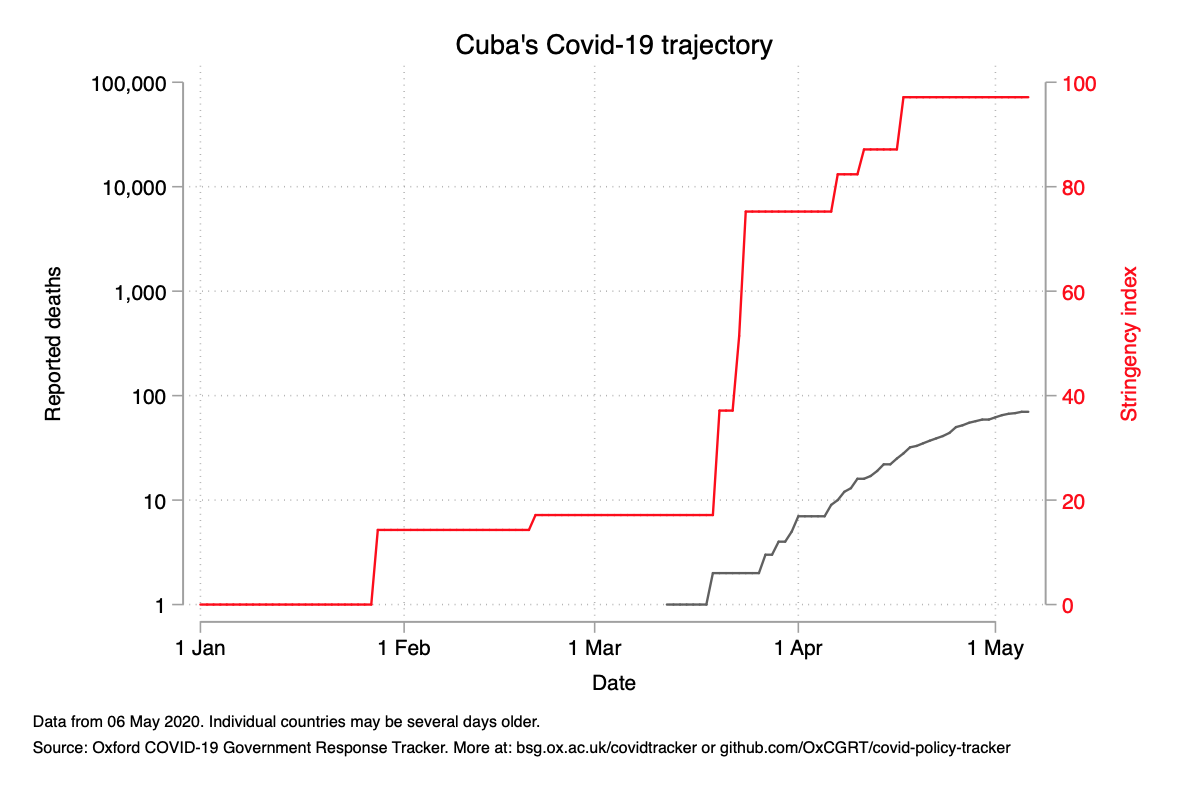 Cuba's Covid-19 trajectory
Reported deaths
100,000
10,000
1,000
100
10
1
100
80
60
40
20
0
Stringency index
1 Jan
1 Feb
1 Mar
1 Apr
1 May
Date
Data from 06 May 2020. Individual countries may be several days older.
Source: Oxford COVID-19 Government Response Tracker. More at: bsg.ox.ac.uk/covidtracker or github.com/OxCGRT/covid-policy-tracker